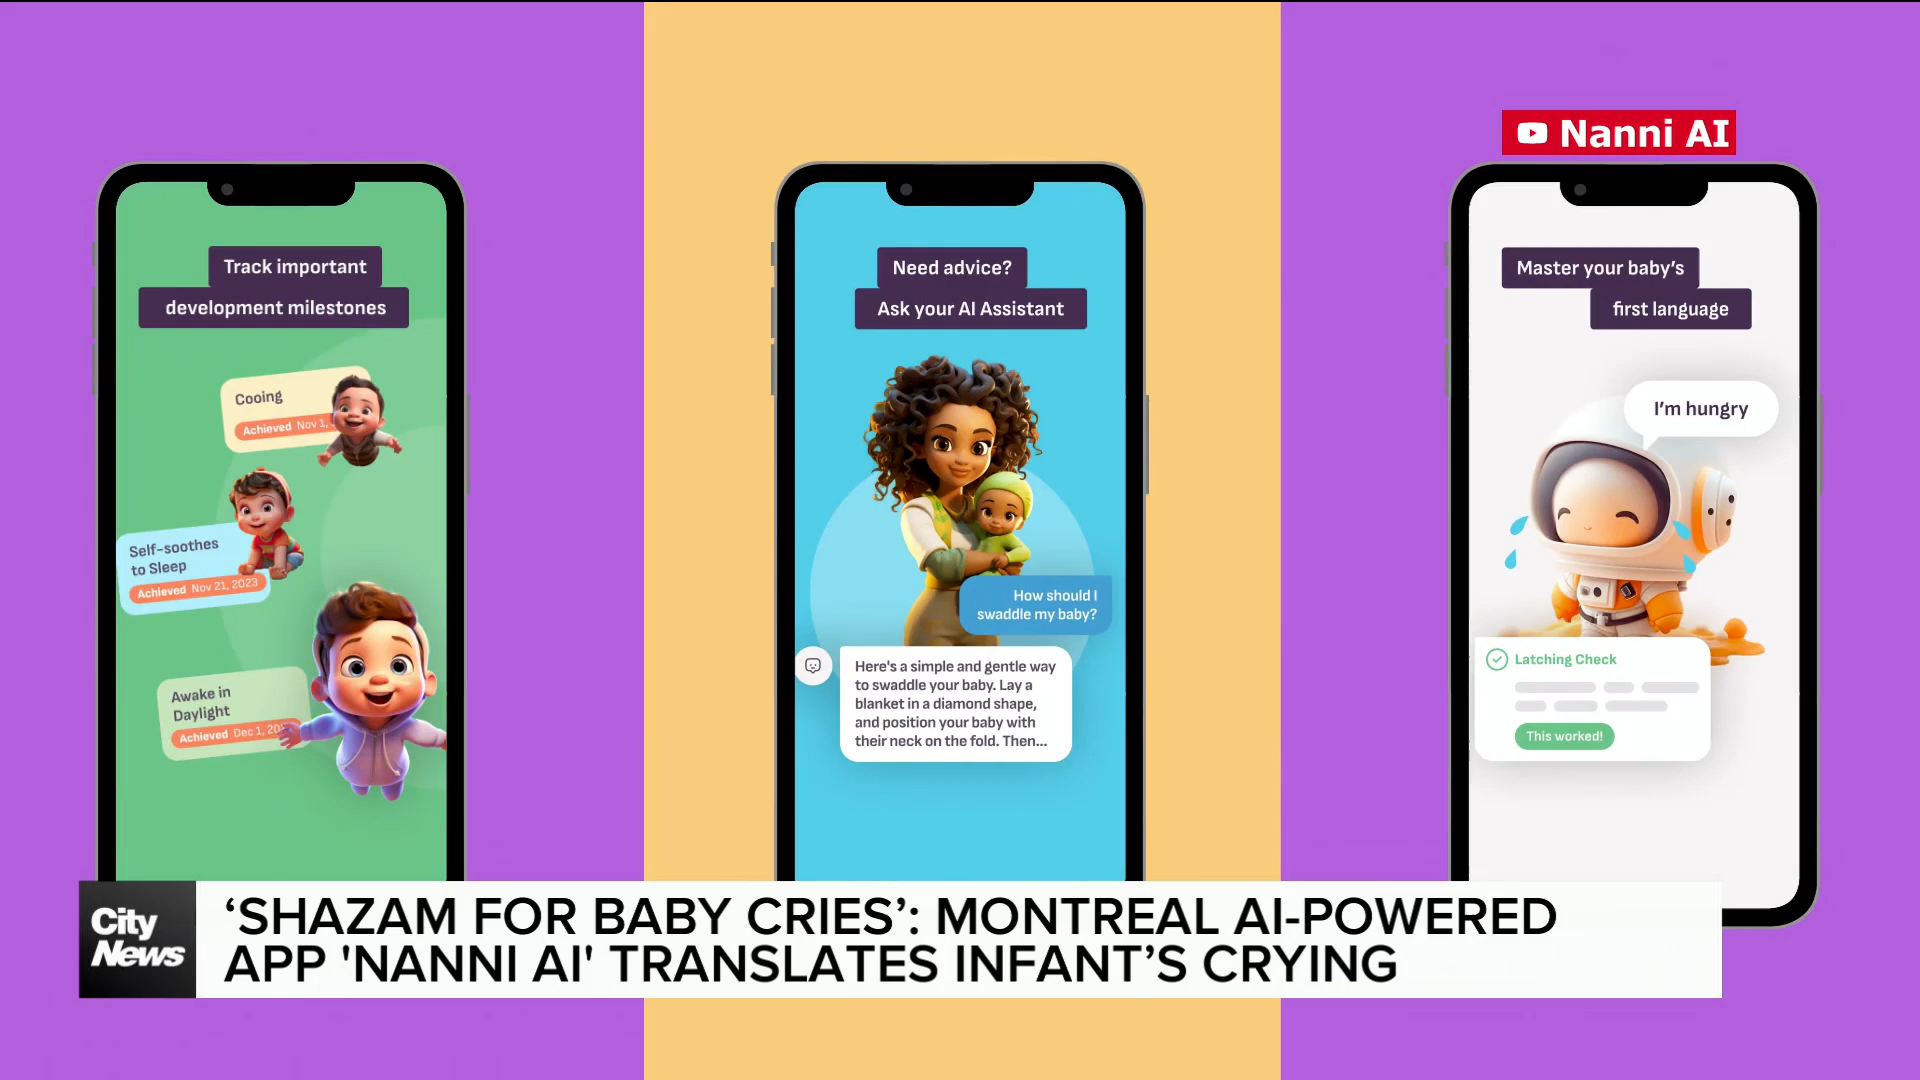 Nanni AI
Track important
development milestones
Cooing
Achieved Nov 1,
Self-soothes
to Sleep
Achieved Nov 21, 2023
Awake in
Daylight
Achieved Dec 1,
Need advice?
Ask your AI Assistant
How should I
swaddle my baby?
Here's a simple and gentle way
to swaddle your baby. Lay a
blanket in a diamond shape,
and position your baby with
their neck on the fold. Then...
Master your baby's
first language
I'm hungry
Latching Check
This worked!
City
News
‘SHAZAM FOR BABY CRIES’: MONTREAL AI-POWERED
APP 'NANNI AI' TRANSLATES INFANT’S CRYING